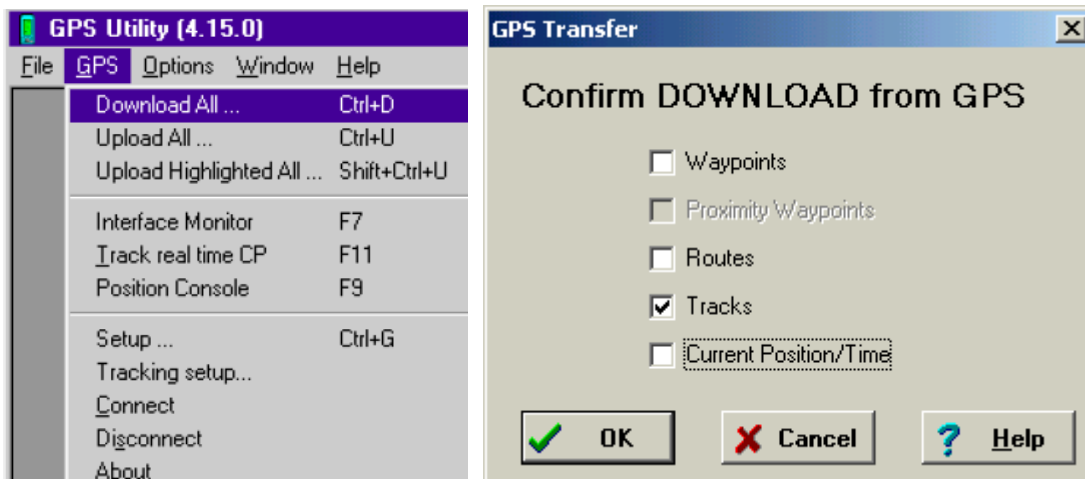 GPS Utility (4.15.0)
File GPS Options Window Help
Download All ... Ctrl+D
Upload All ... Ctrl+U
Upload Highlighted All ... Shift+Ctrl+U
Interface Monitor F7
Track real time CP F11
Position Console F9
Setup ... Ctrl+G
Tracking setup...
Connect
Disconnect
About
GPS Transfer
Confirm DOWNLOAD from GPS
Waypoints
Proximity Waypoints
Routes
Tracks
Current Position/Time
OK Cancel Help